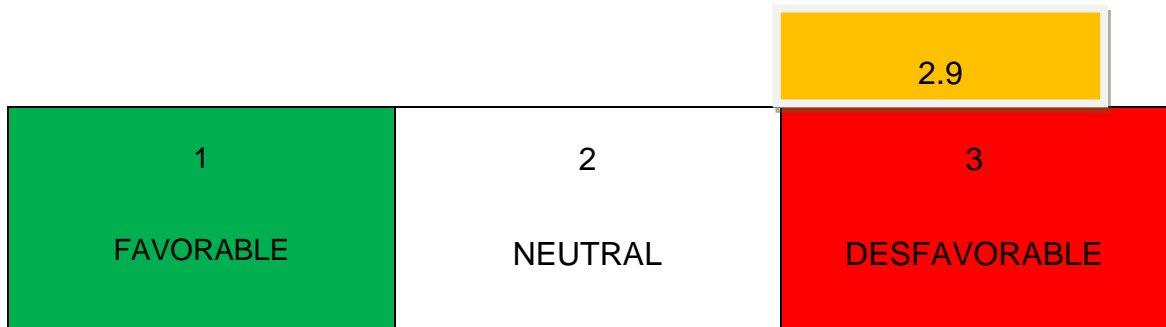 2.9
1
2
3
FAVORABLE
NEUTRAL
DESFAVORABLE